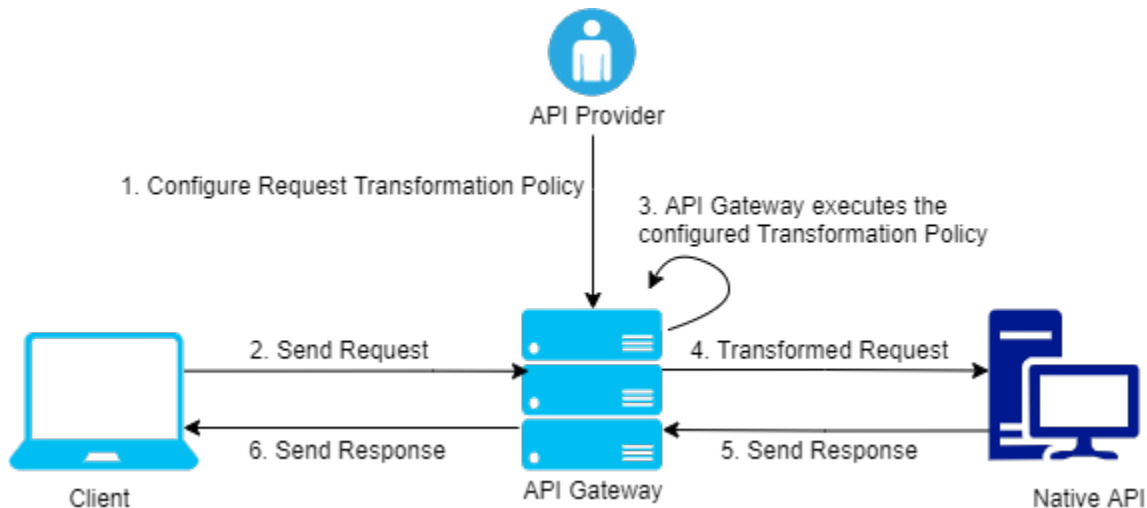 API Provider
1. Configure Request Transformation Policy
3. API Gateway executes the
configured Transformation Policy
2. Send Request
4. Transformed Request
6. Send Response
5. Send Response
Client
API Gateway
Native API